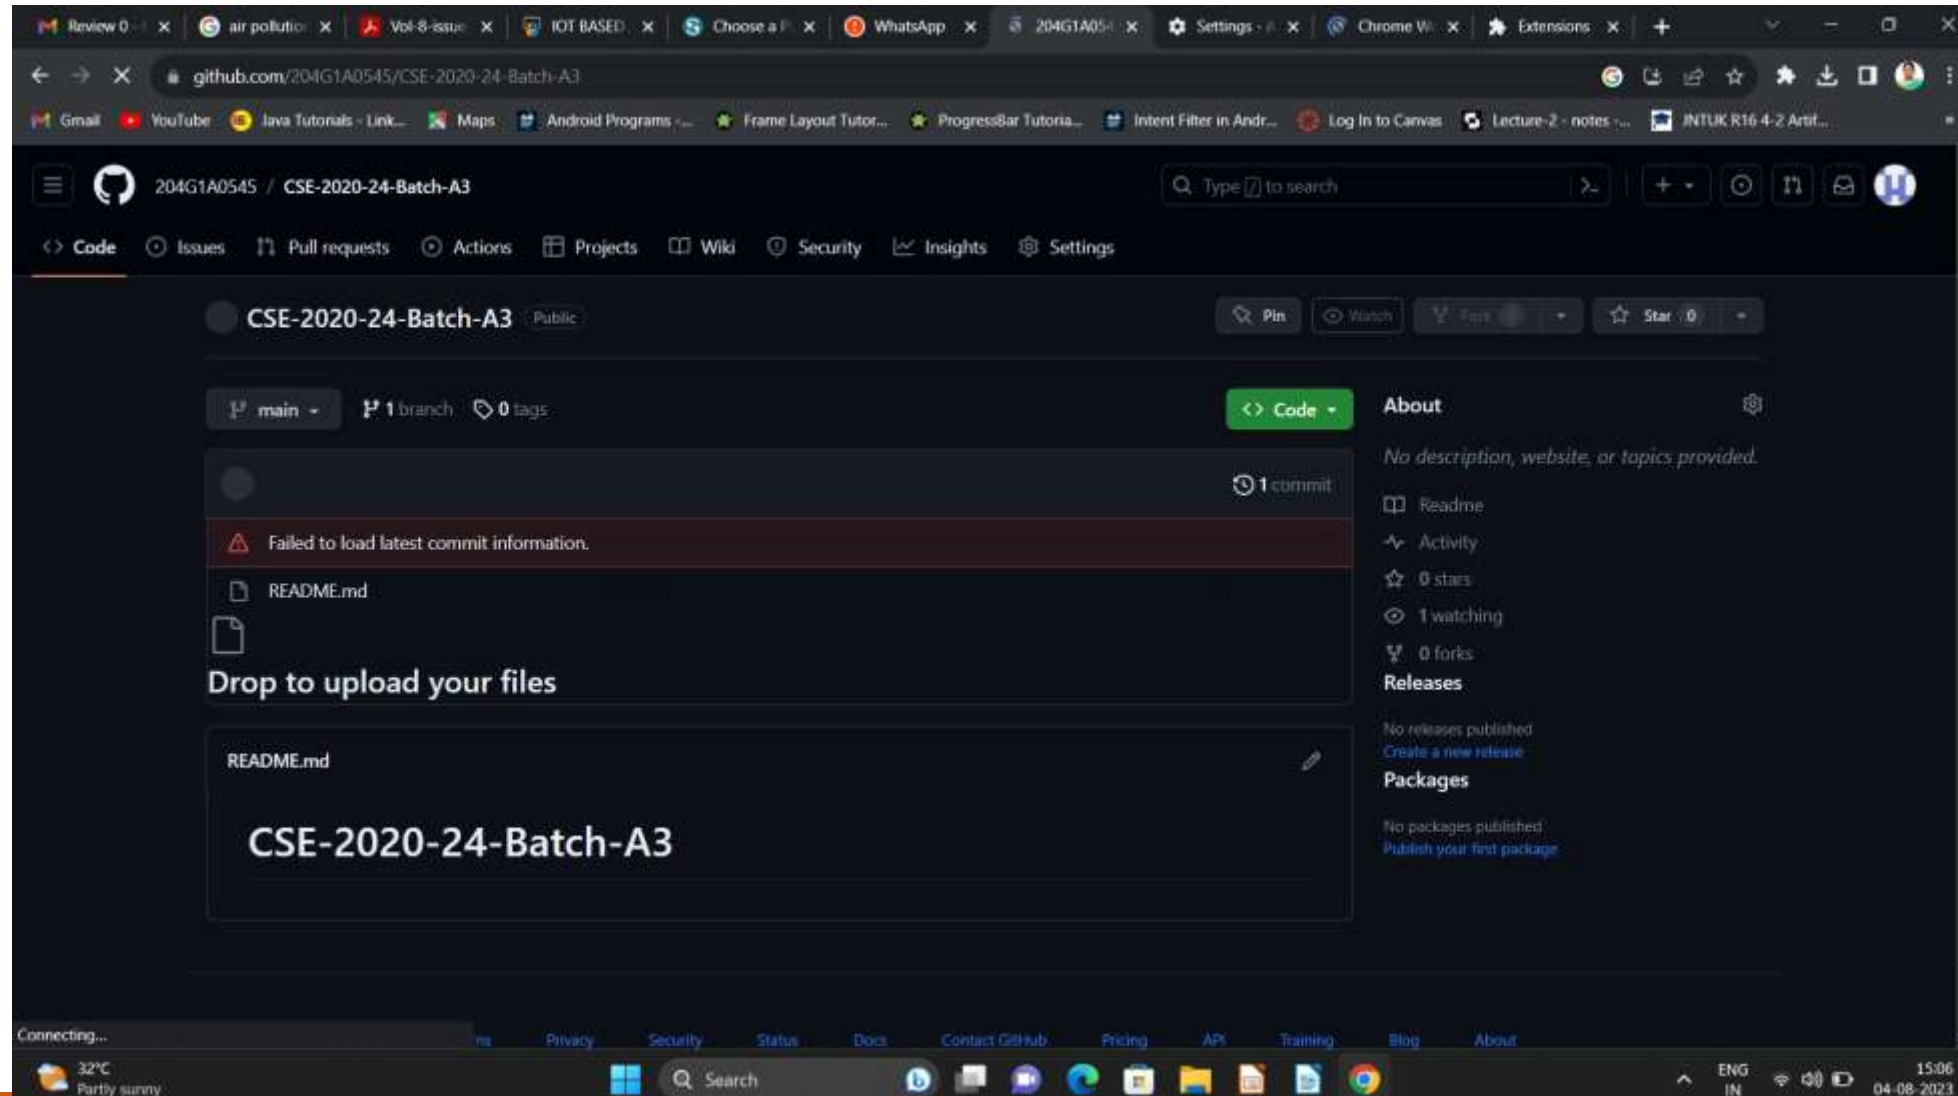 Review 0 - air pollution Vol-8-issue IOT BASED Choose a P WhatsApp 204G1A054 Settings - A Chrome W Extensions
github.com/204G1A0545/CSE-2020-24-Batch-A3
Gmail YouTube Java Tutorials - Link... Maps Android Programs -... Frame Layout Tutor... ProgressBar Tutoria... Intent Filter in Andr... Log In to Canvas Lecture-2 - notes -... JNTUK R16 4-2 Artif...
204G1A0545 / CSE-2020-24-Batch-A3 Type / to search
Code Issues Pull requests Actions Projects Wiki Security Insights Settings
CSE-2020-24-Batch-A3 Public Pin Watch Fork Star 0
main 1 branch 0 tags Code About
No description, website, or topics provided.
1 commit
Readme
Failed to load latest commit information.
Activity
README.md
0 stars
1 watching
0 forks
Drop to upload your files
Releases
No releases published
Create a new release
README.md
Packages
CSE-2020-24-Batch-A3
No packages published
Publish your first package
Connecting... ms Privacy Security Status Docs Contact GitHub Pricing API Training Blog About
32°C
Partly sunny
Search
ENG
IN
15:06
04-08-2023